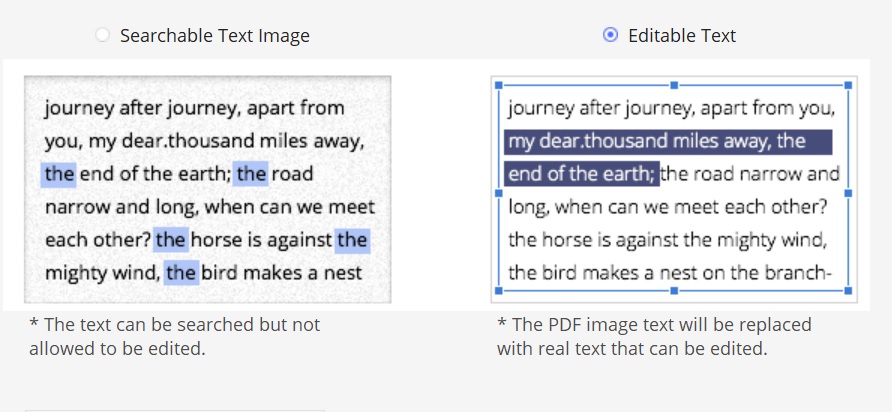 Searchable Text Image
journey after journey, apart from
you, my dear.thousand miles away,
the end of the earth; the road
narrow and long, when can we meet
each other? the horse is against the
mighty wind, the bird makes a nest
* The text can be searched but not
allowed to be edited.
Editable Text
journey after journey, apart from you,
my dear.thousand miles away, the
end of the earth; the road narrow and
long, when can we meet each other?
the horse is against the mighty wind,
the bird makes a nest on the branch-
* The PDF image text will be replaced
with real text that can be edited.